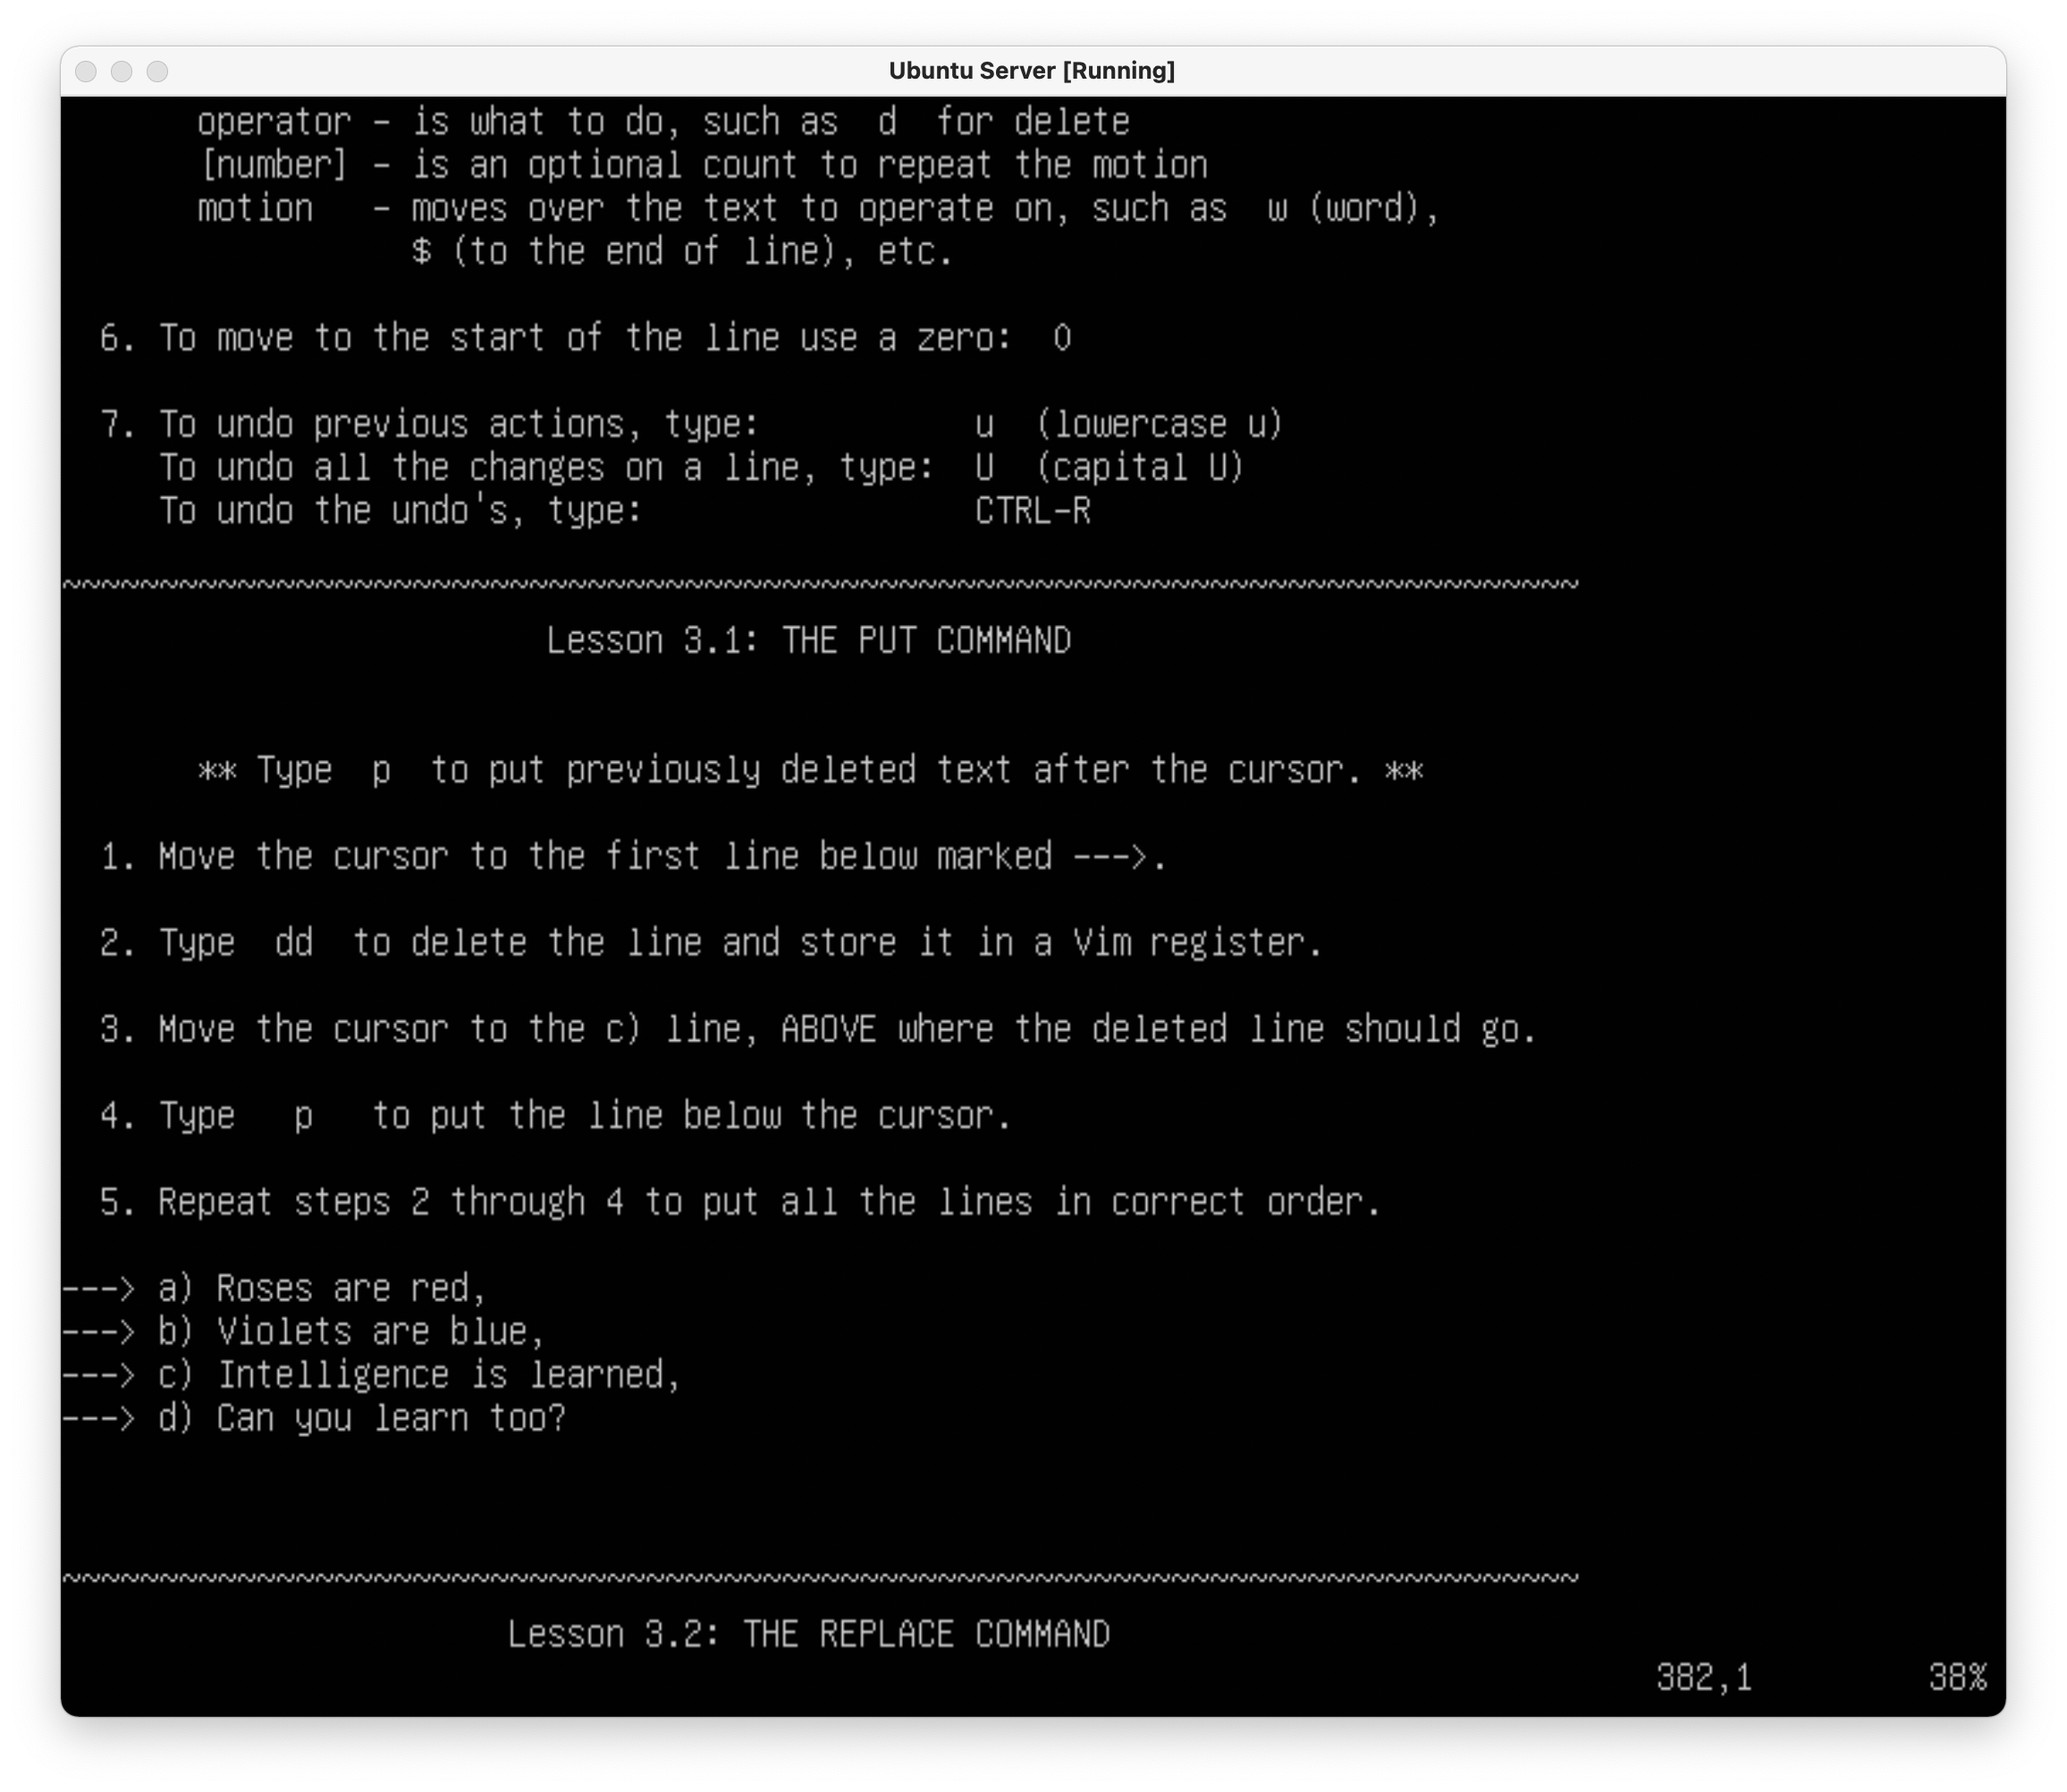 Ubuntu Server [Running]
operator - is what to do, such as  d  for delete
[number] - is an optional count to repeat the motion
motion   - moves over the text to operate on, such as  w (word),
$ (to the end of line), etc.
6. To move to the start of the line use a zero:  0
7. To undo previous actions, type:           u  (lowercase u)
To undo all the changes on a line, type:  U  (capital U)
To undo the undo's, type:                 CTRL-R
~~~~~~~~~~~~~~~~~~~~~~~~~~~~~~~~~~~~~~~~~~~~~~~~~~~~~~~~~~~~~~~~~~~~~~~~~~~~~~
Lesson 3.1: THE PUT COMMAND
** Type  p  to put previously deleted text after the cursor. **
1. Move the cursor to the first line below marked --->.
2. Type  dd  to delete the line and store it in a Vim register.
3. Move the cursor to the c) line, ABOVE where the deleted line should go.
4. Type   p   to put the line below the cursor.
5. Repeat steps 2 through 4 to put all the lines in correct order.
---> a) Roses are red,
---> b) Violets are blue,
---> c) Intelligence is learned,
---> d) Can you learn too?
~~~~~~~~~~~~~~~~~~~~~~~~~~~~~~~~~~~~~~~~~~~~~~~~~~~~~~~~~~~~~~~~~~~~~~~~~~~~~~
Lesson 3.2: THE REPLACE COMMAND
382,1         38%